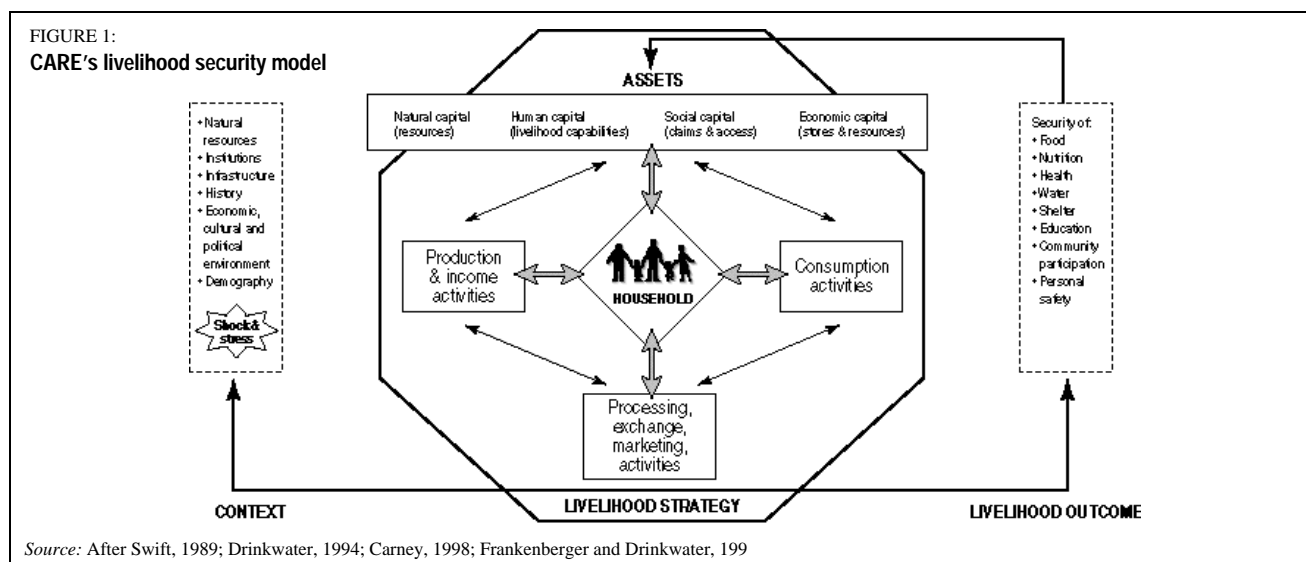 FIGURE 1:
CARE's livelihood security model
ASSETS
Natural capital
(resources)
Human capital
(livelihood capabilities)
Social capital
(claims & access)
Economic capital
(stores & resources)
+ Natural
resources
+ Institutions
+ Infrastructure
+ History
+ Economic,
cultural and
political
environment
+ Demography
Shock &
stress
CONTEXT
Production
& income
activities
HOUSEHOLD
Consumption
activities
Processing,
exchange,
marketing,
activities
LIVELIHOOD STRATEGY
Security of:
+ Food
+ Nutrition
+ Health
+ Water
+ Shelter
+ Education
+ Community
participation
+ Personal
safety
LIVELIHOOD OUTCOME
Source: After Swift, 1989; Drinkwater, 1994; Carney, 1998; Frankenberger and Drinkwater, 199